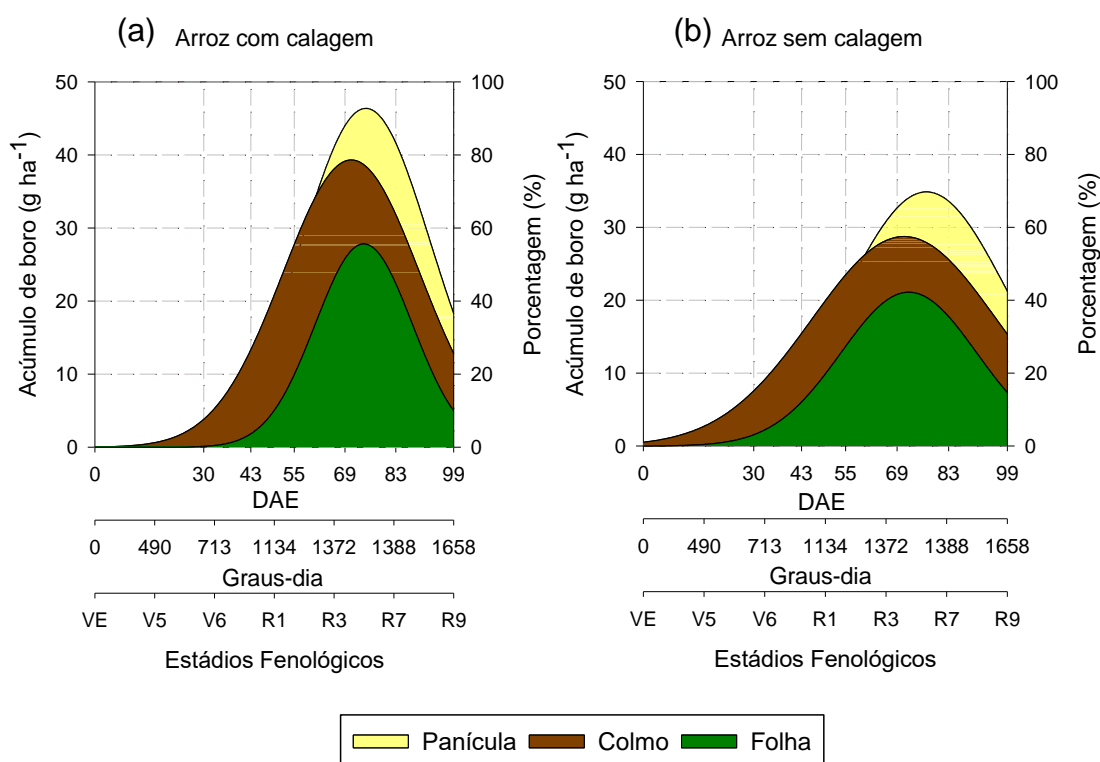 (a) Arroz com calagem
50
40
30
20
10
0
Acúmulo de boro (g ha-1)
100
80
60
40
20
0
Porcentagem (%)
0 30 43 55 69 83 99
DAE
0 490 713 1134 1372 1388 1658
Graus-dia
VE V5 V6 R1 R3 R7 R9
Estádios Fenológicos
(b) Arroz sem calagem
50
40
30
20
10
0
Acúmulo de boro (g ha-1)
100
80
60
40
20
0
Porcentagem (%)
0 30 43 55 69 83 99
DAE
0 490 713 1134 1372 1388 1658
Graus-dia
VE V5 V6 R1 R3 R7 R9
Estádios Fenológicos
Panícula Colmo Folha